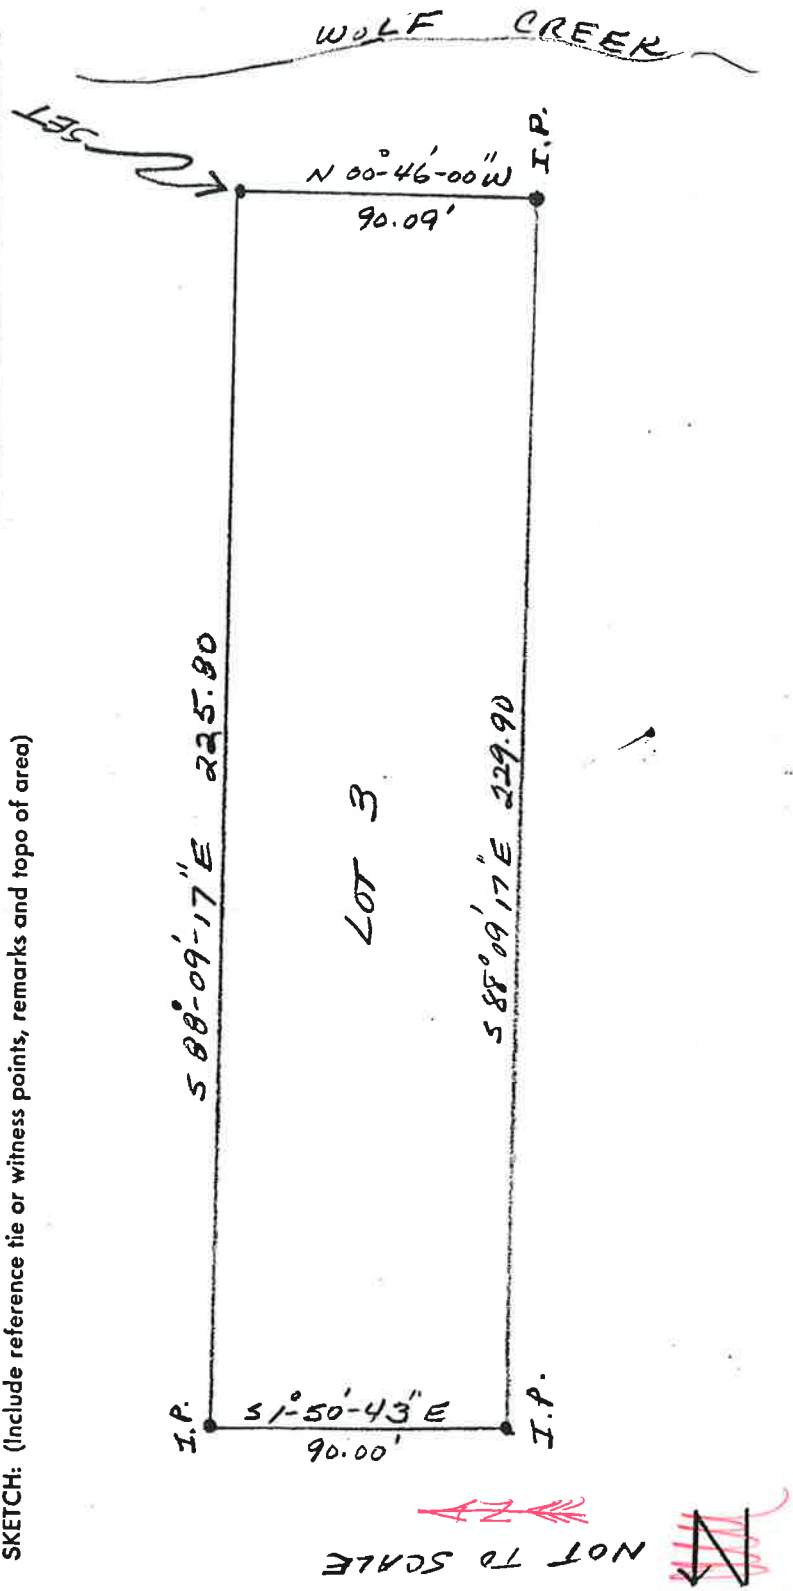 SKETCH: (Include reference tie or witness points, remarks and topo of area)
WOLF CREEK
SET
N 00°-46'-00" W
90.09'
I.P.
S 88°-09'-17" E 225.80
LOT 3
S 88°09'17" E 229.90
I.P.
S 1°-50'-43" E
90.00'
I.P.
N
NOT TO SCALE
N